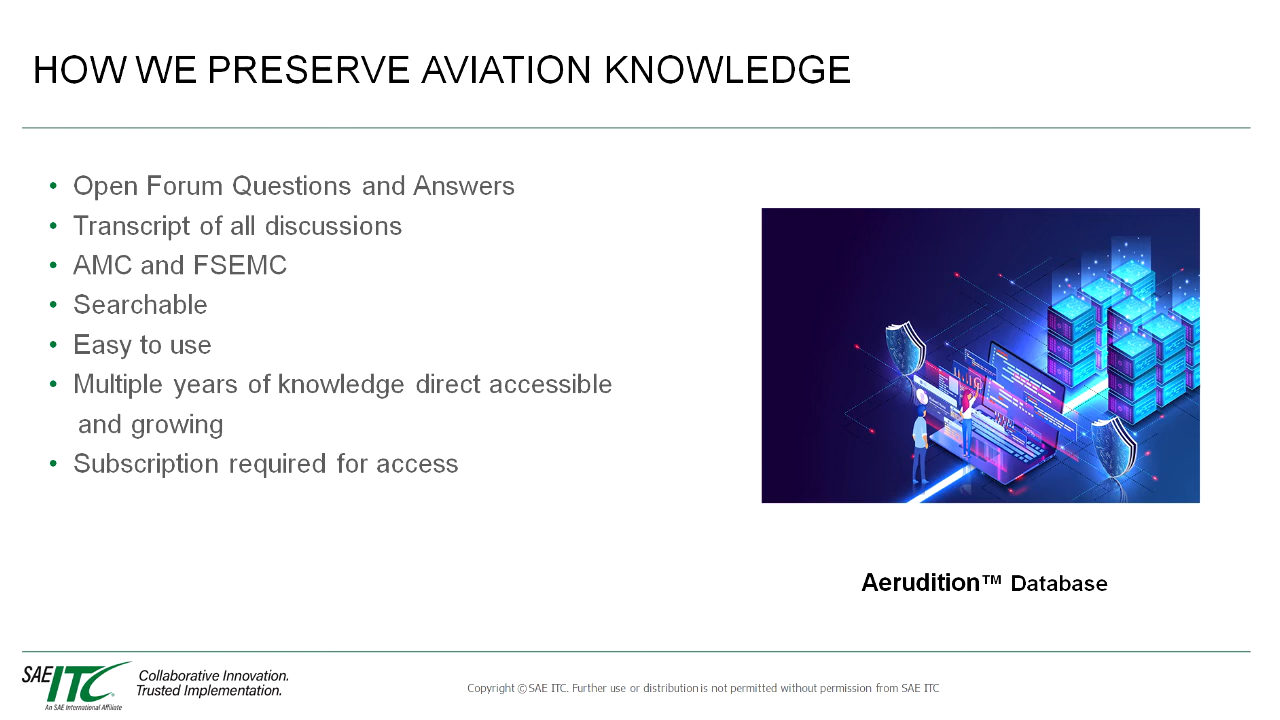 HOW WE PRESERVE AVIATION KNOWLEDGE
• Open Forum Questions and Answers
• Transcript of all discussions
• AMC and FSEMC
• Searchable
• Easy to use
• Multiple years of knowledge direct accessible
and growing
• Subscription required for access
Aerudition™ Database
SAE ITC
An SAE International Affiliate
Collaborative Innovation.
Trusted Implementation.
Copyright © SAE ITC. Further use or distribution is not permitted without permission from SAE ITC